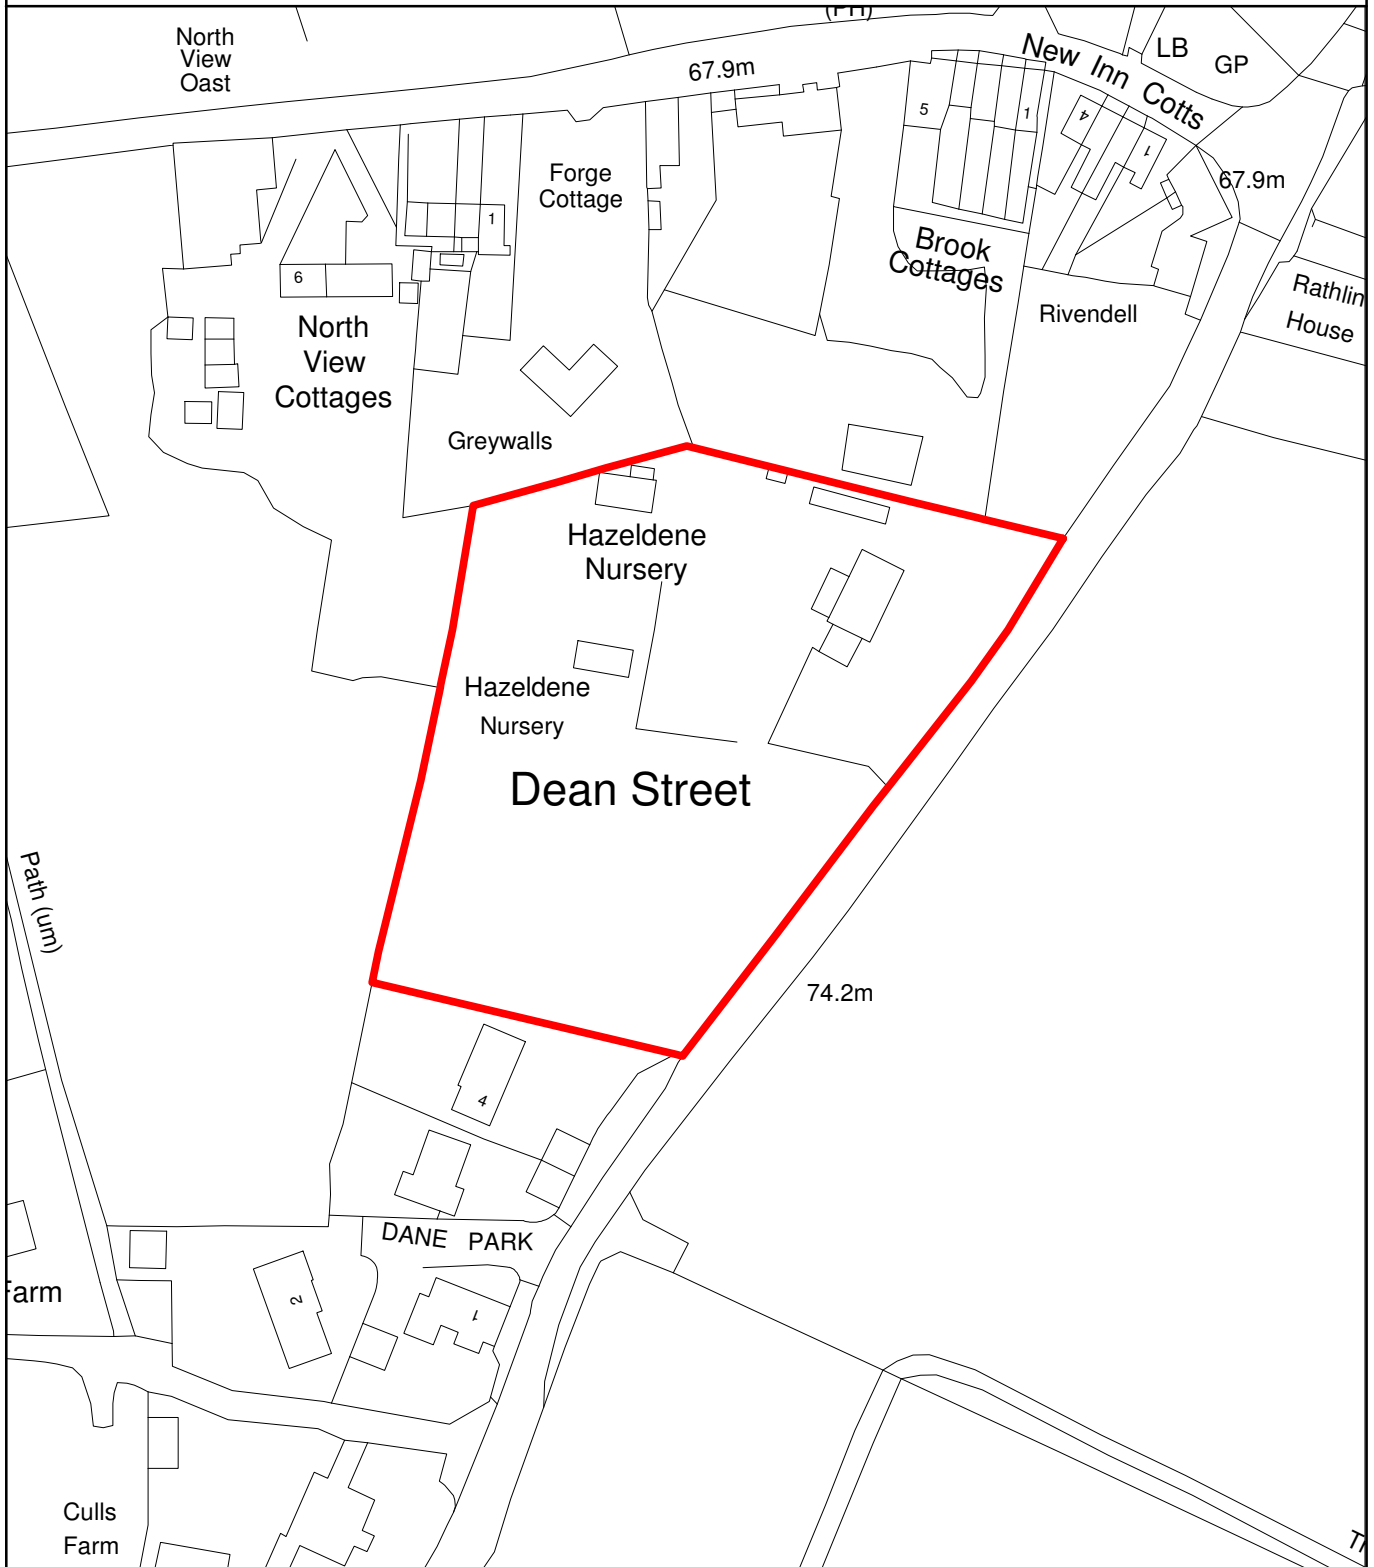 (PH)
North
View
Oast
67.9m
New Inn Cotts
LB
GP
5
1
4
1
67.9m
Forge
Cottage
1
6
Brook
Cottages
Rivendell
Rathlin
House
North
View
Cottages
Greywalls
Hazeldene
Nursery
Hazeldene
Nursery
Dean Street
Path (um)
74.2m
4
DANE PARK
Farm
2
1
Culls
Farm